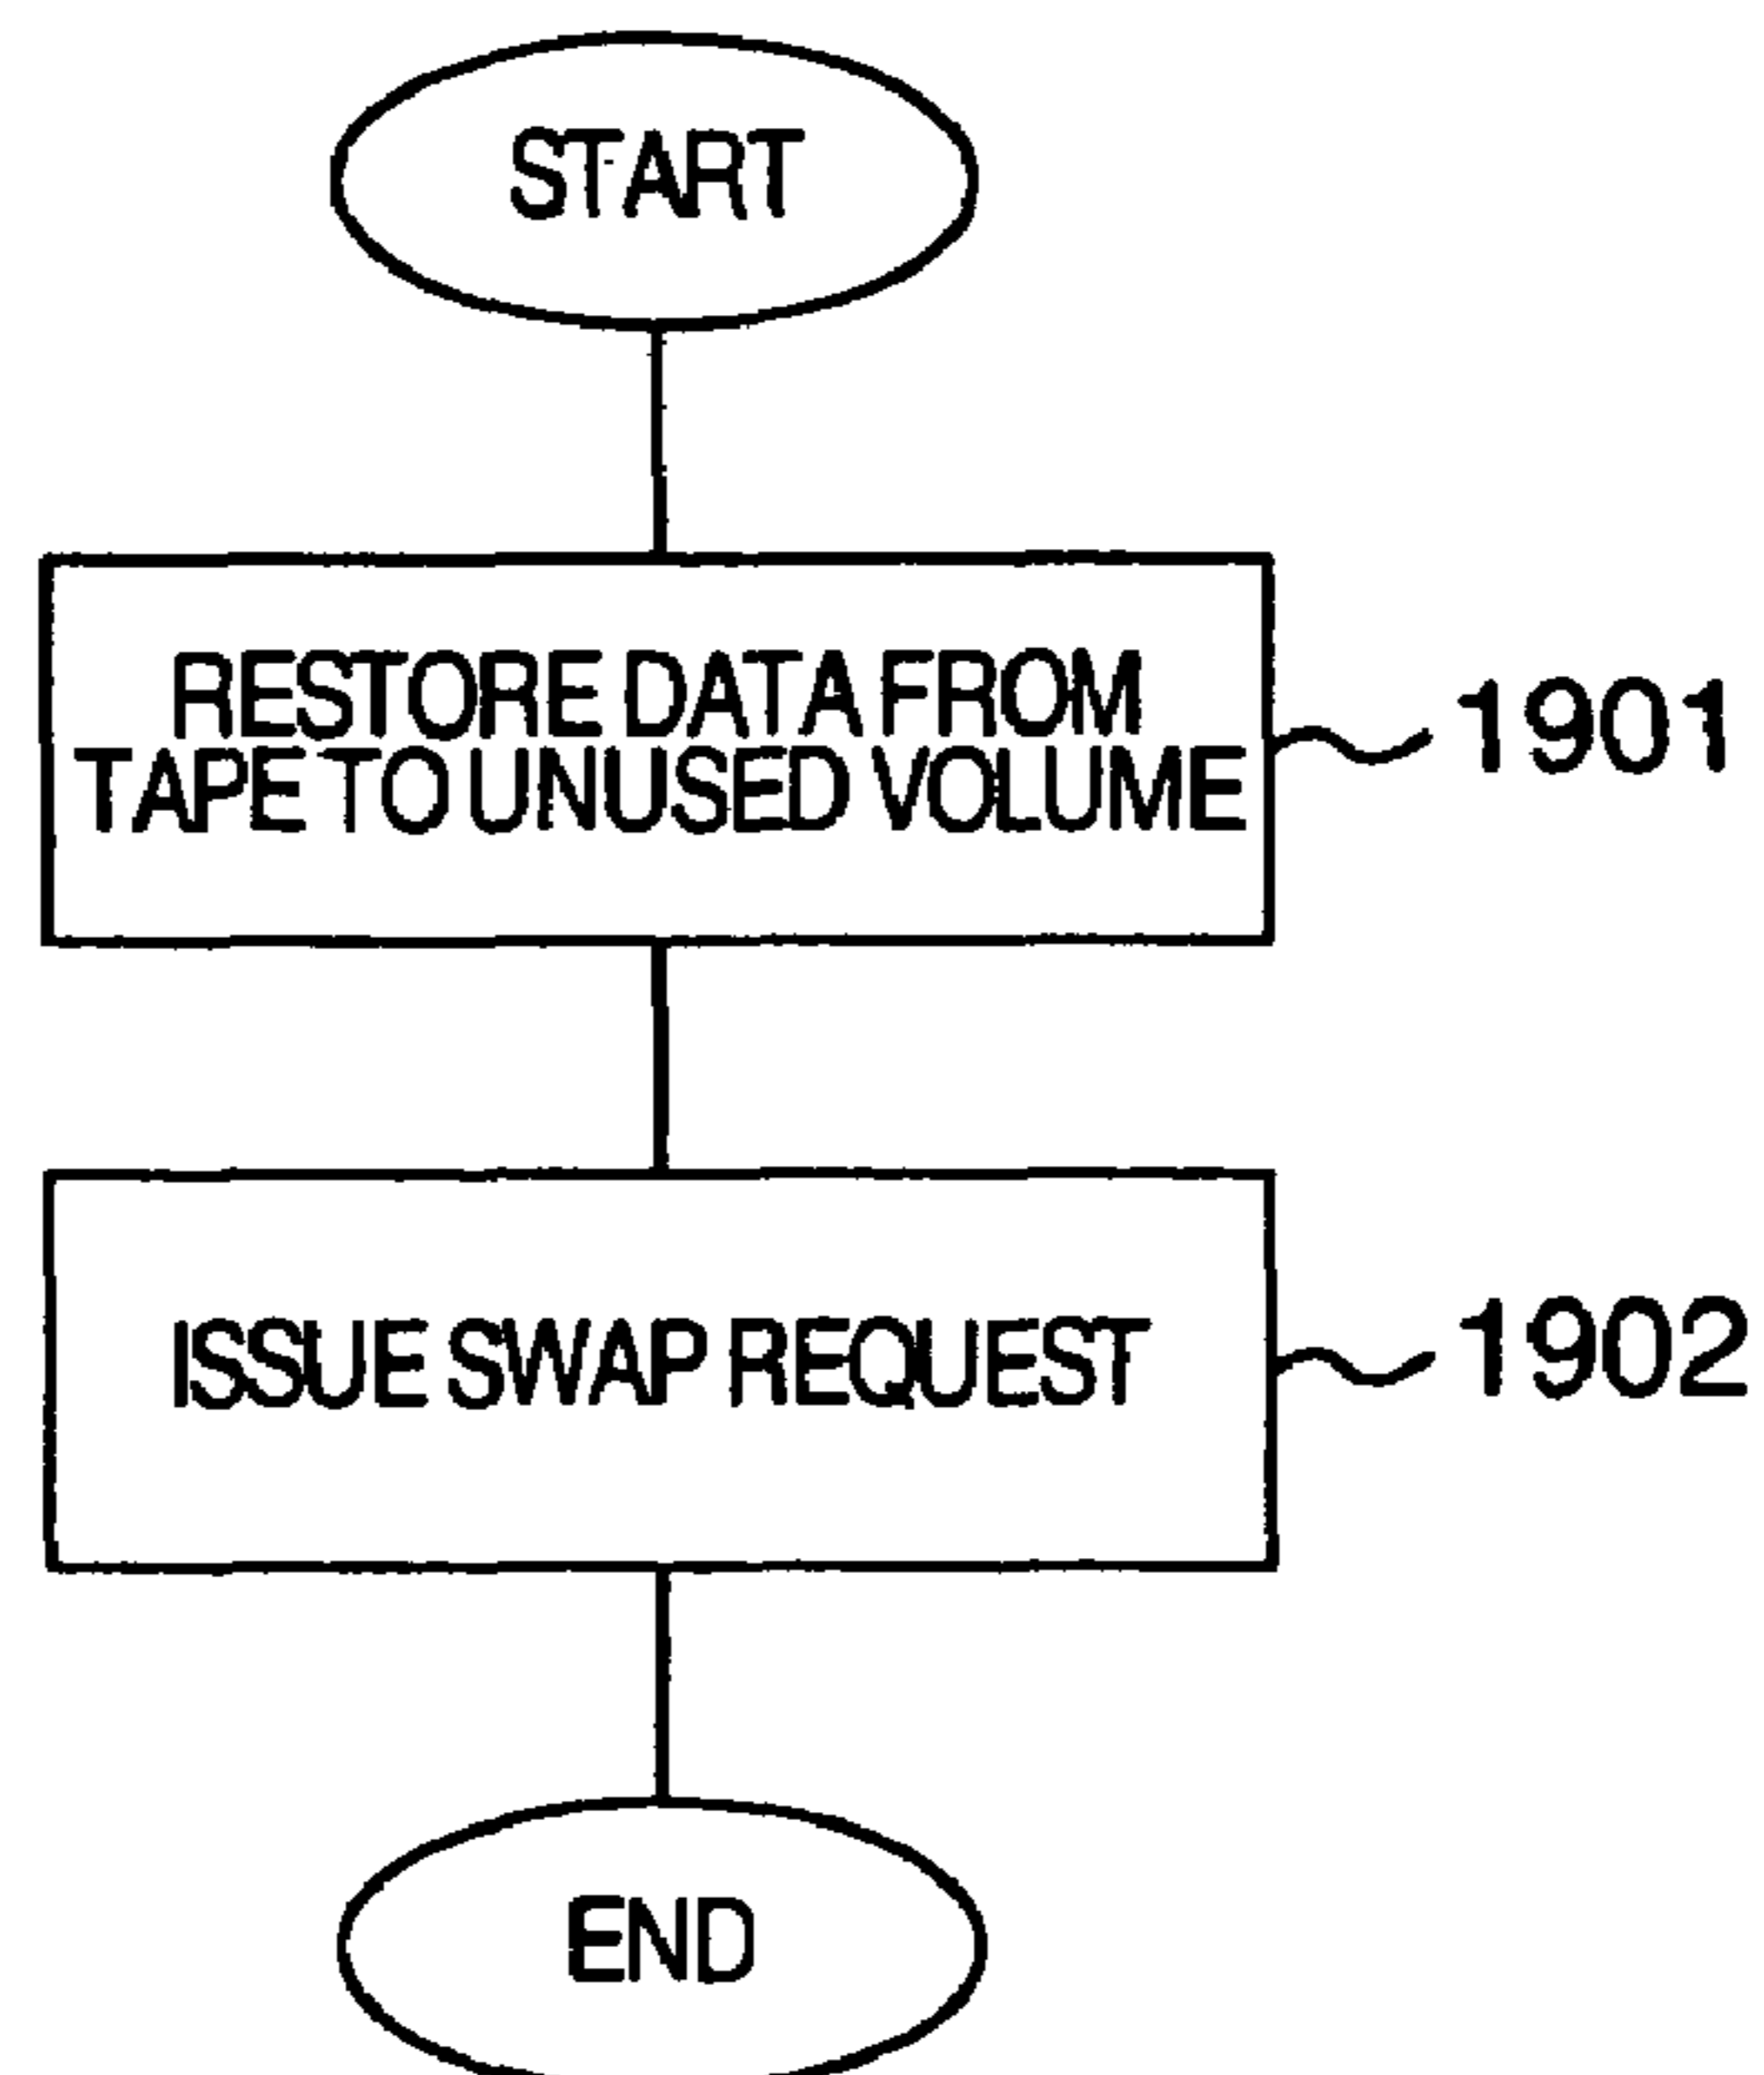 START
RESTORE DATA FROM
TAPE TO UNUSED VOLUME
1901
ISSUE SWAP REQUEST
1902
END